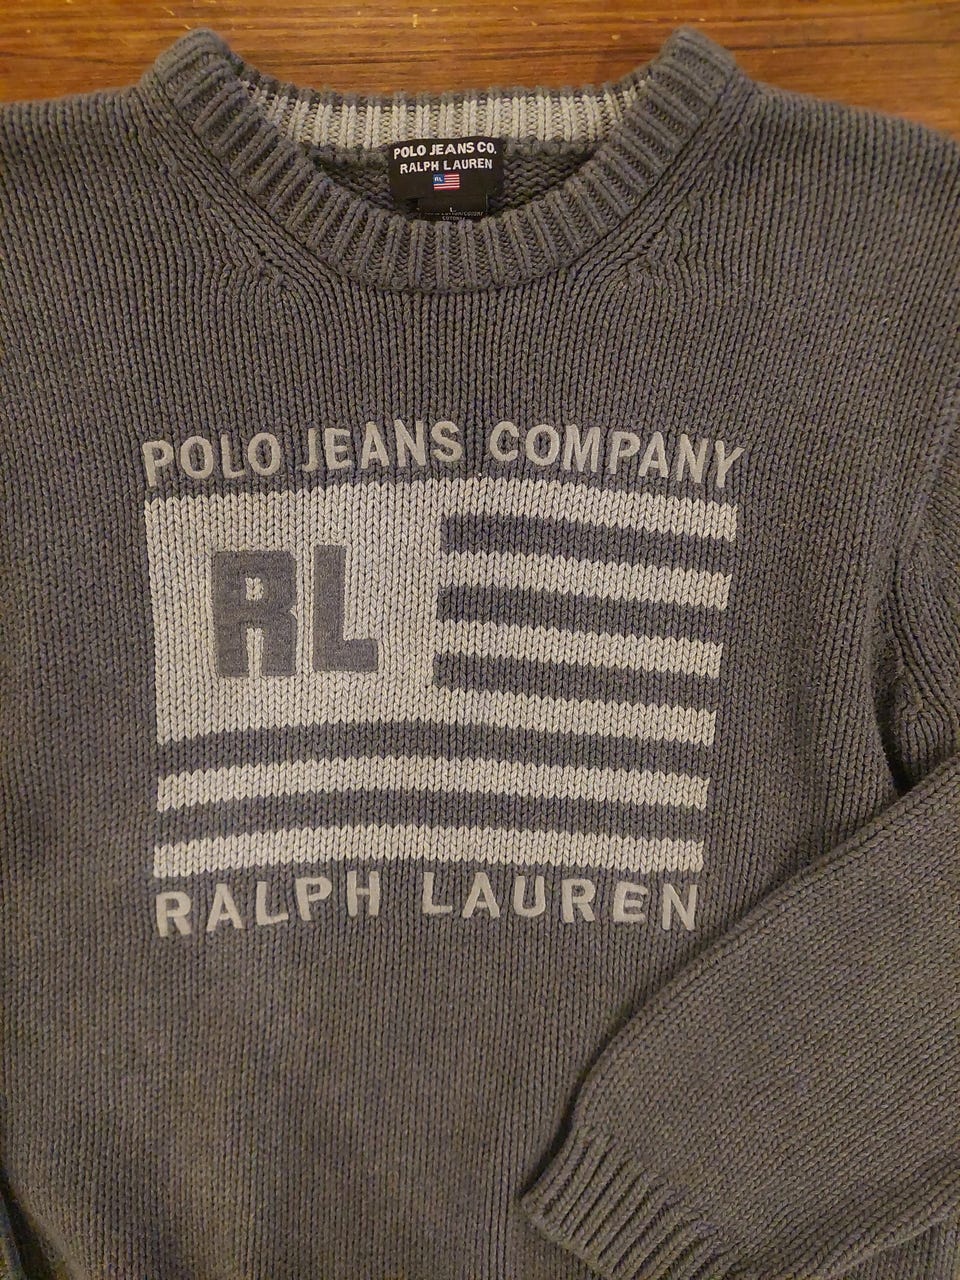 POLO JEANS CO.
RALPH LAUREN
RL
L
POLO JEANS COMPANY
RL
RALPH LAUREN